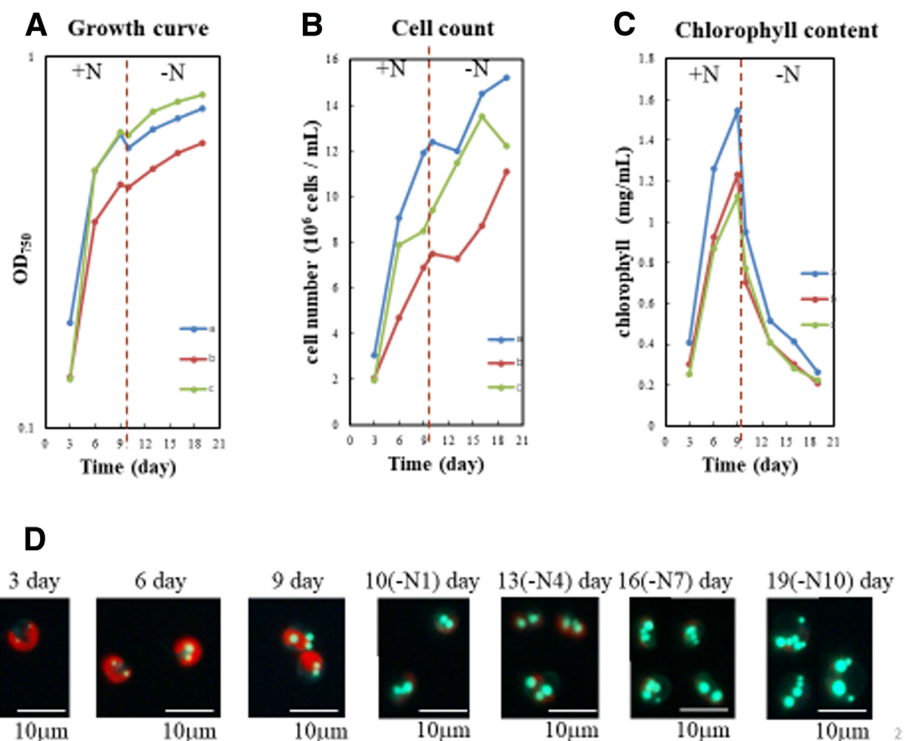 A Growth curve
1
+N -N
OD750
0.1
0 3 6 9 12 15 18 21
Time (day)
a
b
c
B Cell count
16
14
12
10
8
6
4
2
0
+N -N
cell number (10^6 cells / mL)
0 3 6 9 12 15 18 21
Time (day)
a
b
c
C Chlorophyll content
1.8
1.6
1.4
1.2
1
0.8
0.6
0.4
0.2
0
+N -N
chlorophyll (mg/mL)
0 3 6 9 12 15 18 21
Time (day)
D
3 day 6 day 9 day 10(-N1) day 13(-N4) day 16(-N7) day 19(-N10) day
10μm 10μm 10μm 10μm 10μm 10μm 10μm
2